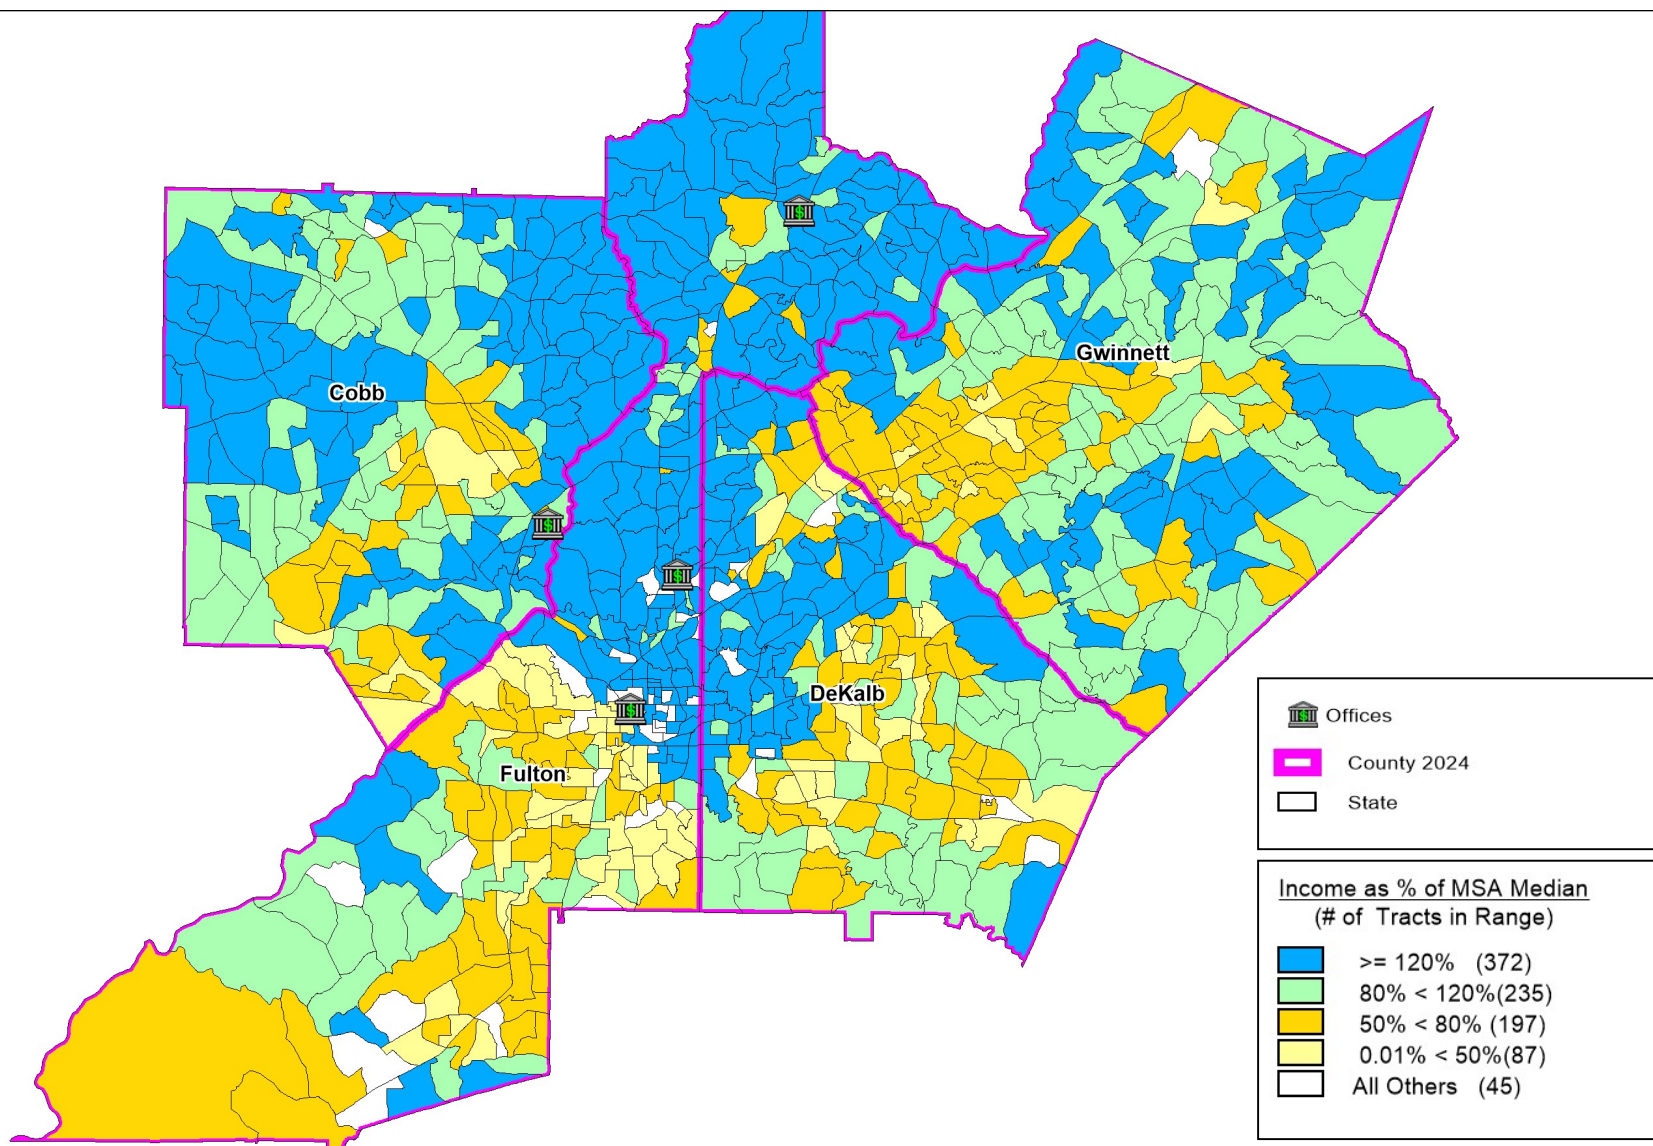 Gwinnett
Cobb
DeKalb
Fulton
Offices
County 2024
State
Income as % of MSA Median
(# of Tracts in Range)
>= 120% (372)
80% < 120%(235)
50% < 80% (197)
0.01% < 50%(87)
All Others (45)